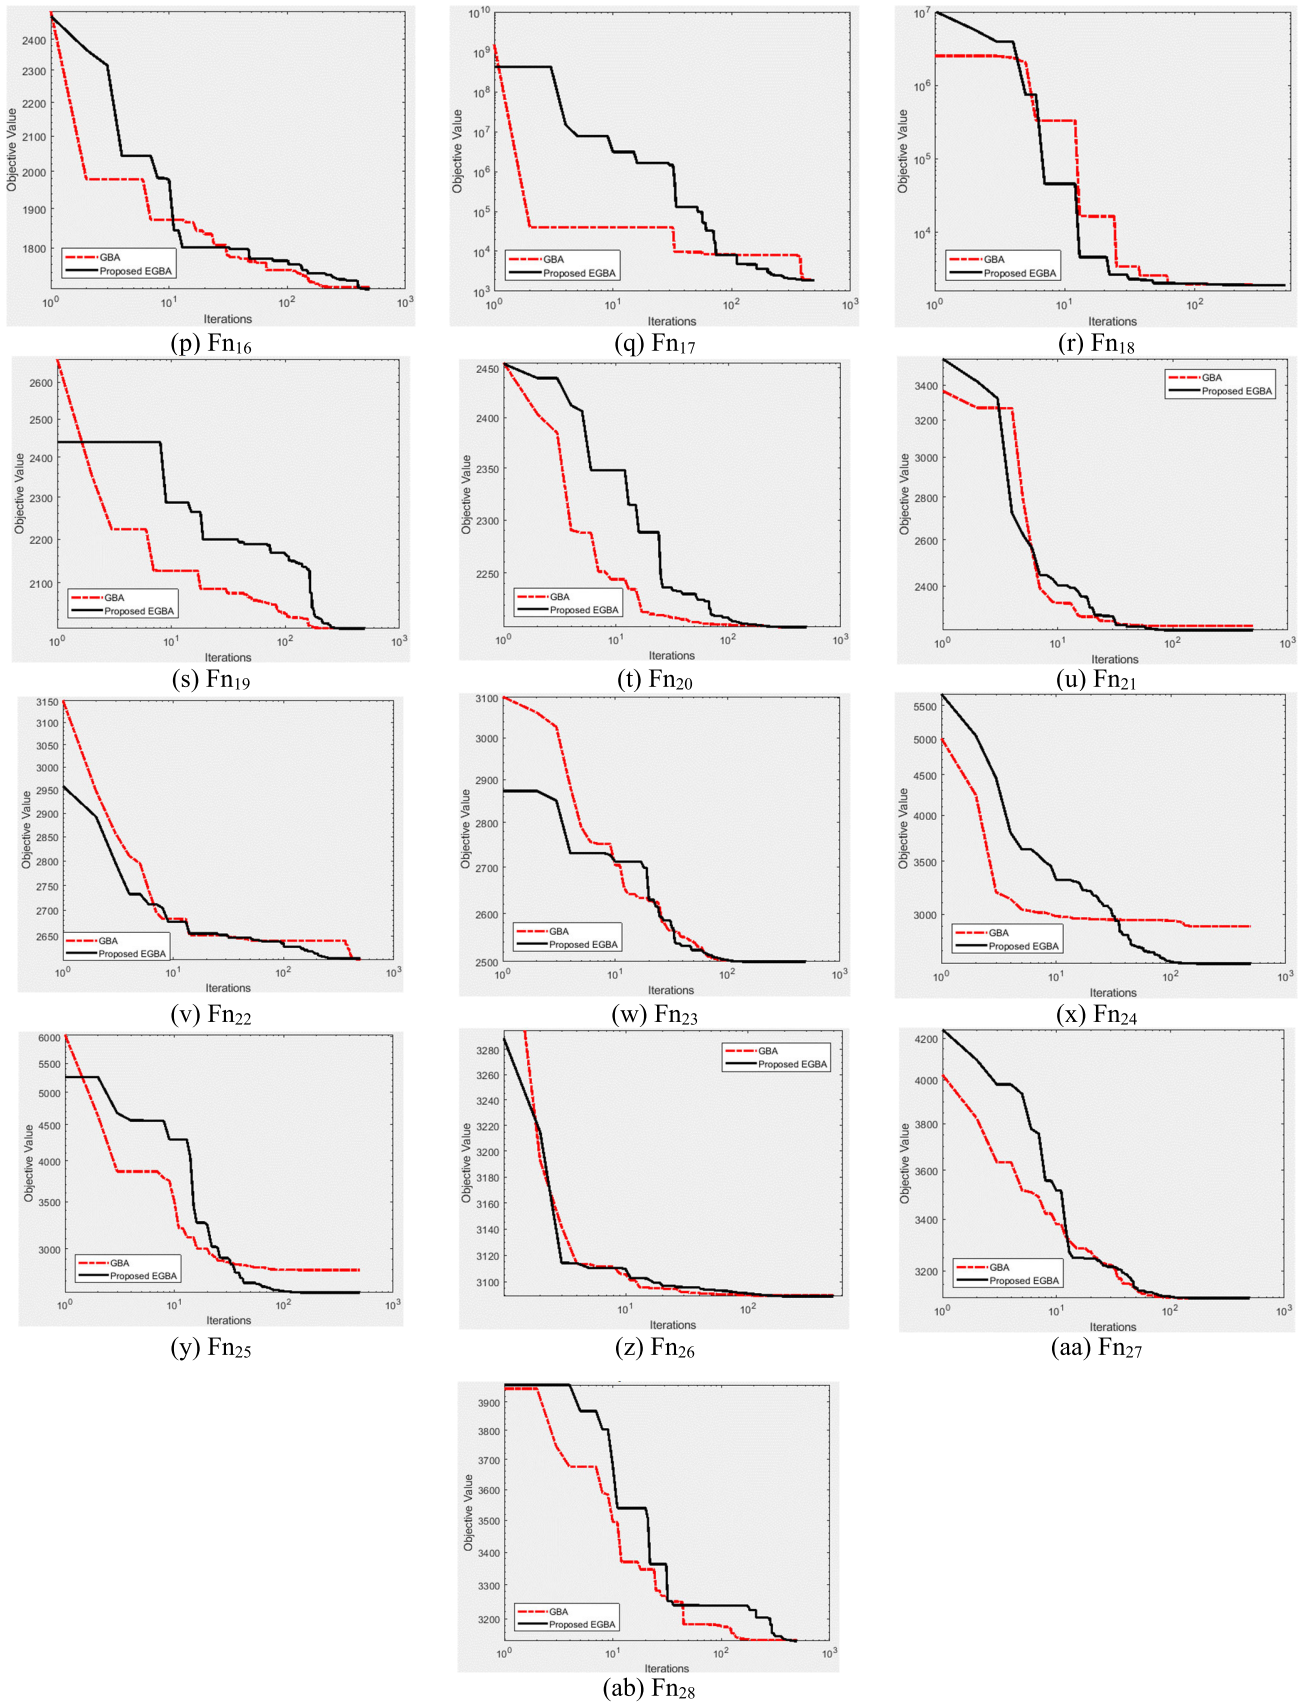 2400
2300
2200
2100
2000
1900
1800
Objective Value
GBA
Proposed EGBA
10^0 10^1 10^2 10^3
Iterations
(p) Fn16
10^10
10^9
10^8
10^7
10^6
10^5
10^4
10^3
Objective Value
GBA
Proposed EGBA
10^0 10^1 10^2 10^3
Iterations
(q) Fn17
10^7
10^6
10^5
10^4
Objective Value
GBA
Proposed EGBA
10^0 10^1 10^2
Iterations
(r) Fn18
2600
2500
2400
2300
2200
2100
Objective Value
GBA
Proposed EGBA
10^0 10^1 10^2 10^3
Iterations
(s) Fn19
2450
2400
2350
2300
2250
Objective Value
GBA
Proposed EGBA
10^0 10^1 10^2 10^3
Iterations
(t) Fn20
3400
3200
3000
2800
2600
2400
Objective Value
GBA
Proposed EGBA
10^0 10^1 10^2 10^3
Iterations
(u) Fn21
3150
3100
3050
3000
2950
2900
2850
2800
2750
2700
2650
Objective Value
GBA
Proposed EGBA
10^0 10^1 10^2 10^3
Iterations
(v) Fn22
3100
3000
2900
2800
2700
2600
2500
Objective Value
GBA
Proposed EGBA
10^0 10^1 10^2 10^3
Iterations
(w) Fn23
5500
5000
4500
4000
3500
3000
Objective Value
GBA
Proposed EGBA
10^0 10^1 10^2 10^3
Iterations
(x) Fn24
6000
5500
5000
4500
4000
3500
3000
Objective Value
GBA
Proposed EGBA
10^0 10^1 10^2 10^3
Iterations
(y) Fn25
3280
3260
3240
3220
3200
3180
3160
3140
3120
3100
Objective Value
GBA
Proposed EGBA
10^1 10^2
Iterations
(z) Fn26
4200
4000
3800
3600
3400
3200
Objective Value
GBA
Proposed EGBA
10^0 10^1 10^2 10^3
Iterations
(aa) Fn27
3900
3800
3700
3600
3500
3400
3300
3200
Objective Value
GBA
Proposed EGBA
10^0 10^1 10^2 10^3
Iterations
(ab) Fn28